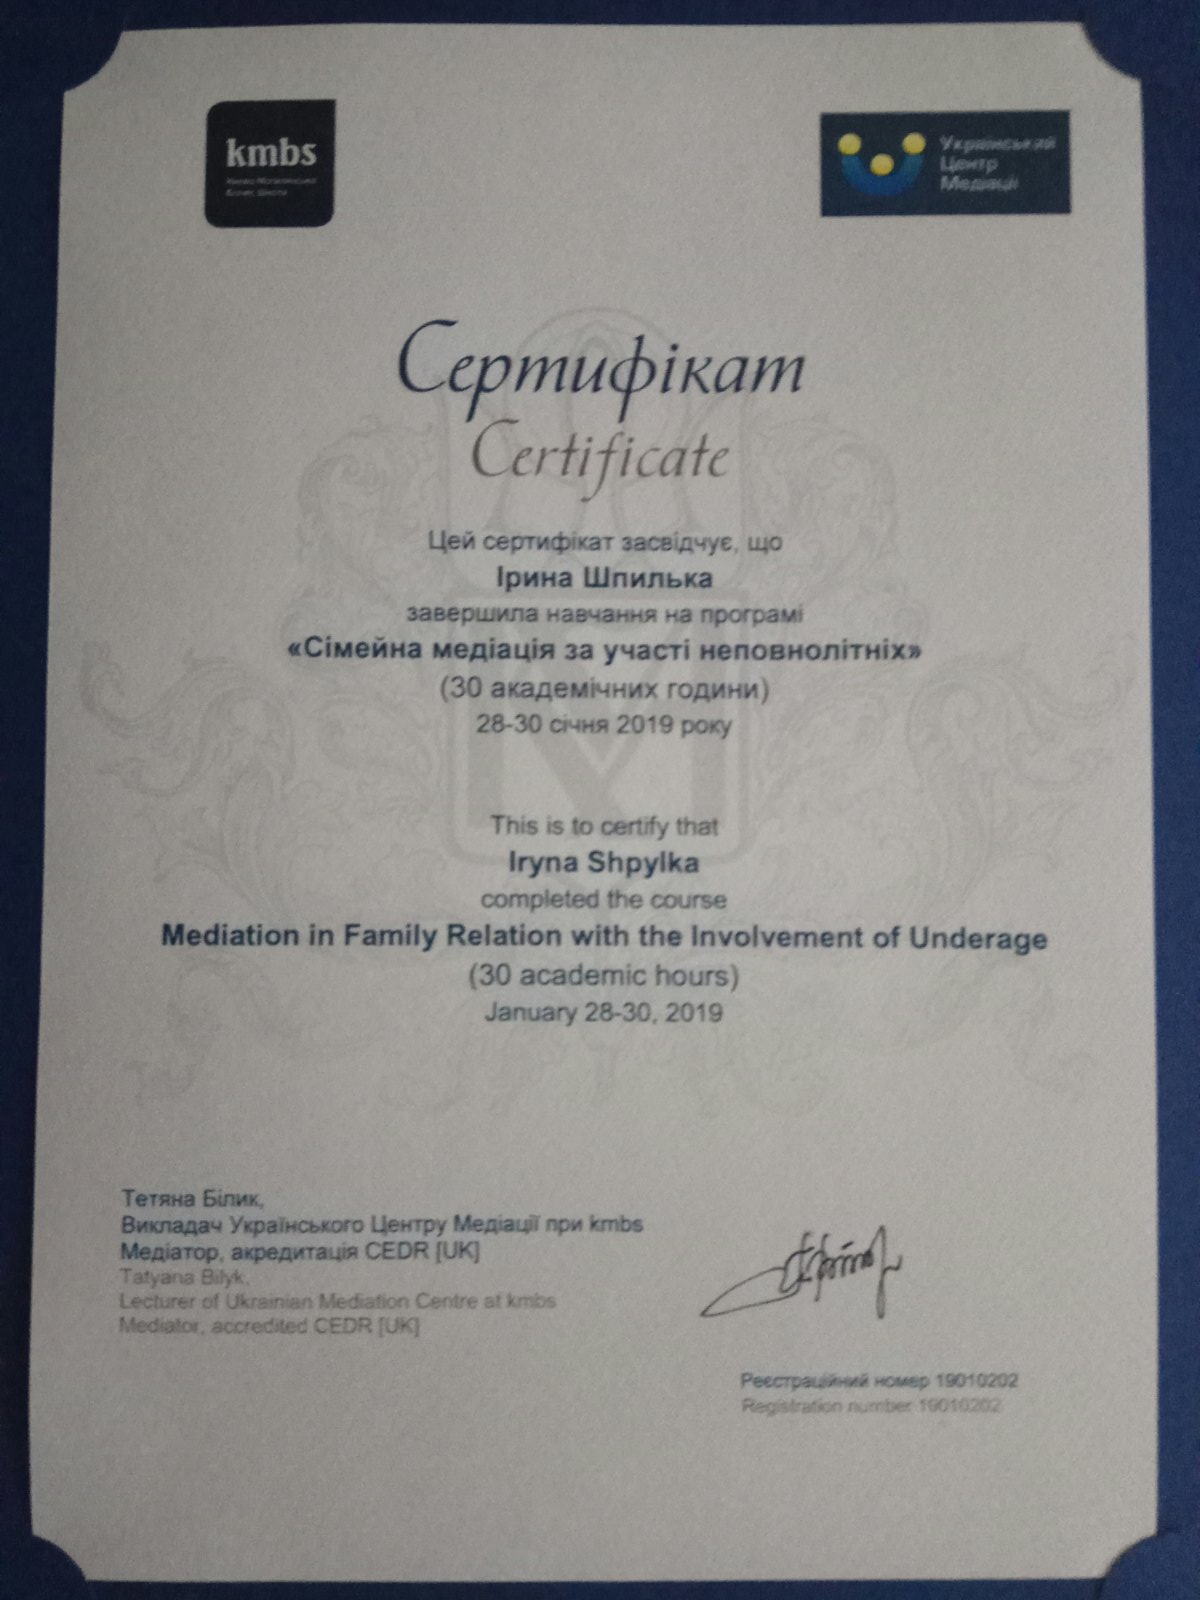 kmbs
Києво-Могилянська
Бізнес Школа
Український
Центр
Медіації
Сертифікат
Certificate
Цей сертифікат засвідчує, що
Ірина Шпилька
завершила навчання на програмі
«Сімейна медіація за участі неповнолітніх»
(30 академічних години)
28-30 січня 2019 року
This is to certify that
Iryna Shpylka
completed the course
Mediation in Family Relation with the Involvement of Underage
(30 academic hours)
January 28-30, 2019
Тетяна Білик,
Викладач Українського Центру Медіації при kmbs
Медіатор, акредитація CEDR [UK]
Tatyana Bilyk,
Lecturer of Ukrainian Mediation Centre at kmbs
Mediator, accredited CEDR [UK]
Реєстраційний номер 19010202
Registration number 19010202